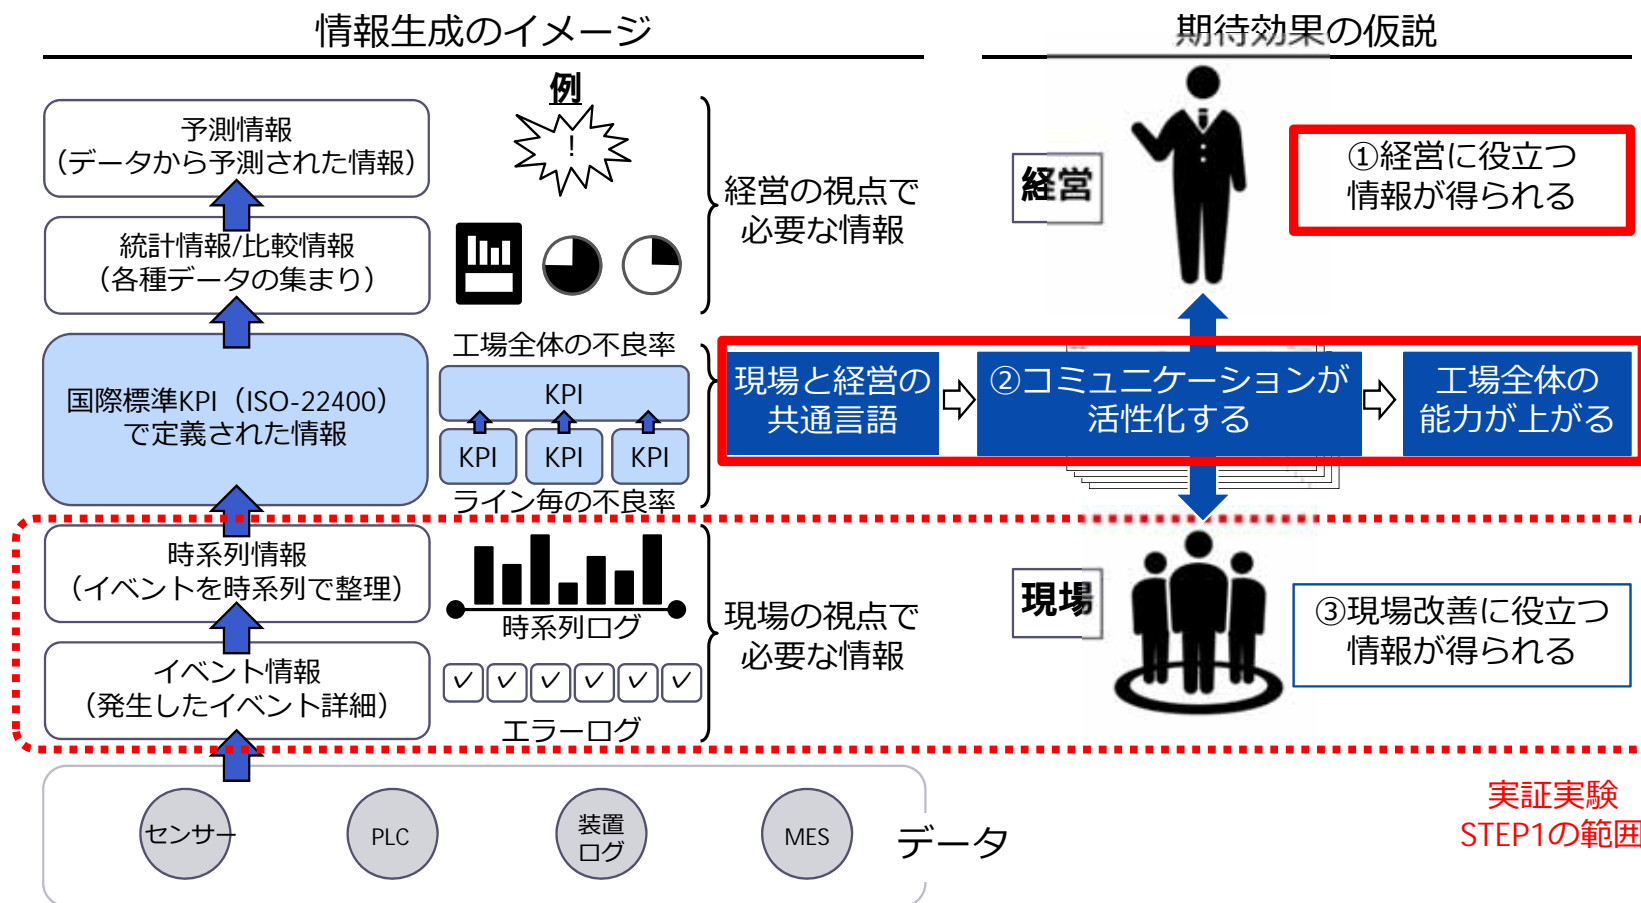 情報生成のイメージ
期待効果の仮説
例
予測情報
（データから予測された情報）
!
統計情報/比較情報
（各種データの集まり）
経営の視点で
必要な情報
経営
①経営に役立つ
情報が得られる
国際標準KPI（ISO-22400）
で定義された情報
工場全体の不良率
KPI
KPI
KPI
KPI
ライン毎の不良率
現場と経営の
共通言語
②コミュニケーションが
活性化する
工場全体の
能力が上がる
時系列情報
（イベントを時系列で整理）
時系列ログ
イベント情報
（発生したイベント詳細）
エラーログ
現場の視点で
必要な情報
現場
③現場改善に役立つ
情報が得られる
センサー
PLC
装置
ログ
MES
データ
実証実験
STEP1の範囲